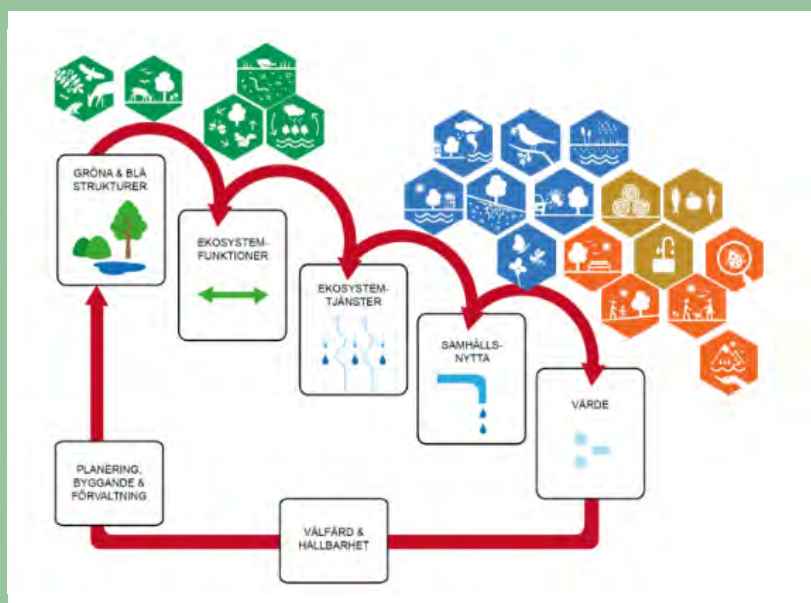 GRÖNA & BLÅ
STRUKTURER
EKOSYSTEM-
FUNKTIONER
EKOSYSTEM-
TJÄNSTER
SAMHÄLLS-
NYTTA
VÄRDE
PLANERING,
BYGGANDE &
FÖRVALTNING
VÄLFÄRD &
HÅLLBARHET